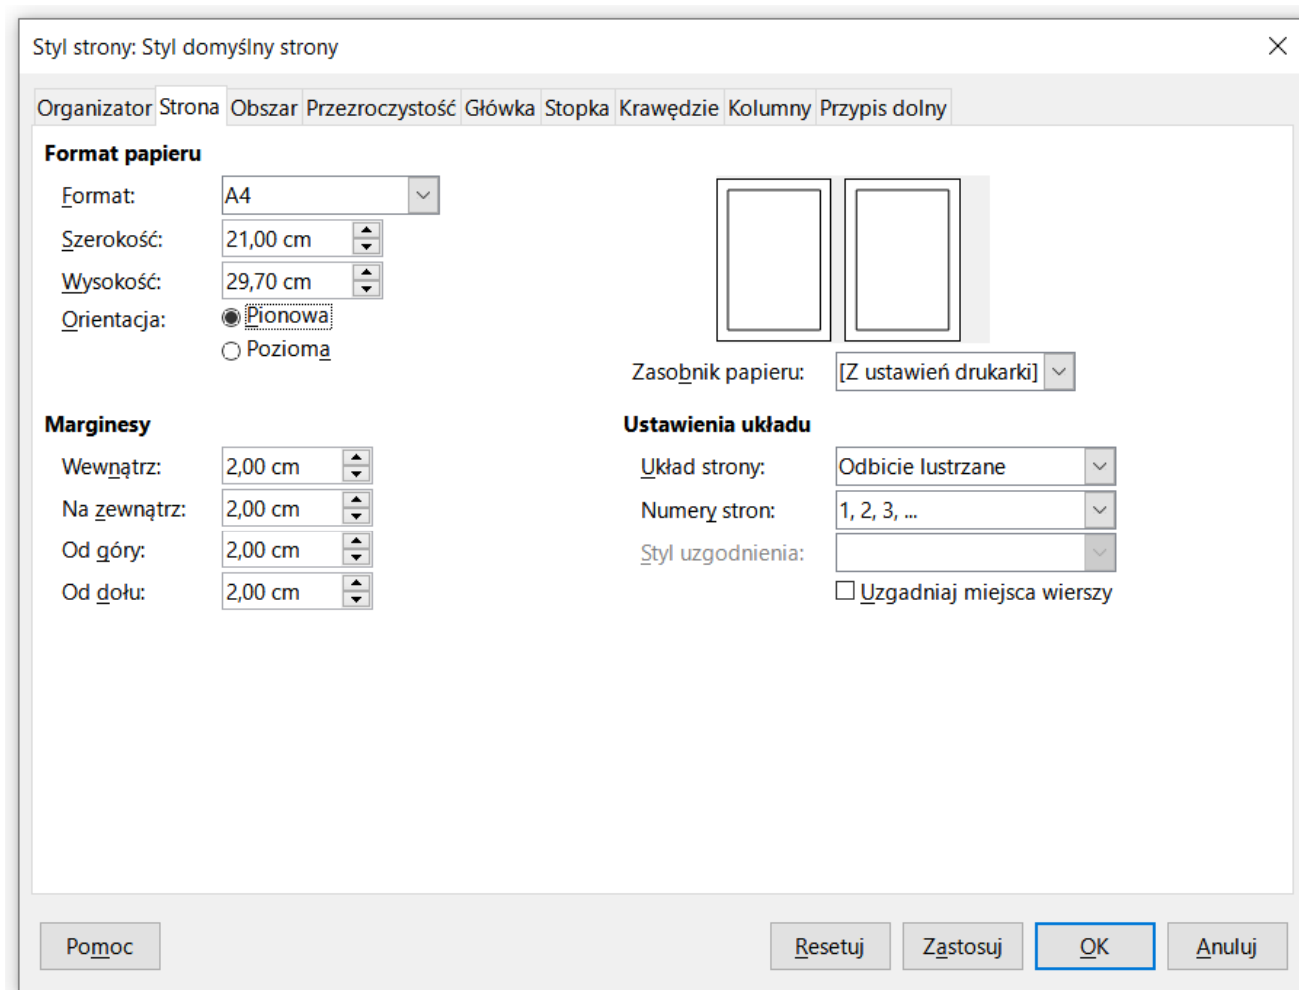 Styl strony: Styl domyślny strony
Organizator Strona Obszar Przezroczystość Główka Stopka Krawędzie Kolumny Przypis dolny
Format papieru
Format: A4
Szerokość: 21,00 cm
Wysokość: 29,70 cm
Orientacja: Pionowa
Pozioma
Zasobnik papieru: [Z ustawień drukarki]
Marginesy
Wewnątrz: 2,00 cm
Na zewnątrz: 2,00 cm
Od góry: 2,00 cm
Od dołu: 2,00 cm
Ustawienia układu
Układ strony: Odbicie lustrzane
Numery stron: 1, 2, 3, ...
Styl uzgodnienia:
Uzgadniaj miejsca wierszy
Pomoc Resetuj Zastosuj OK Anuluj